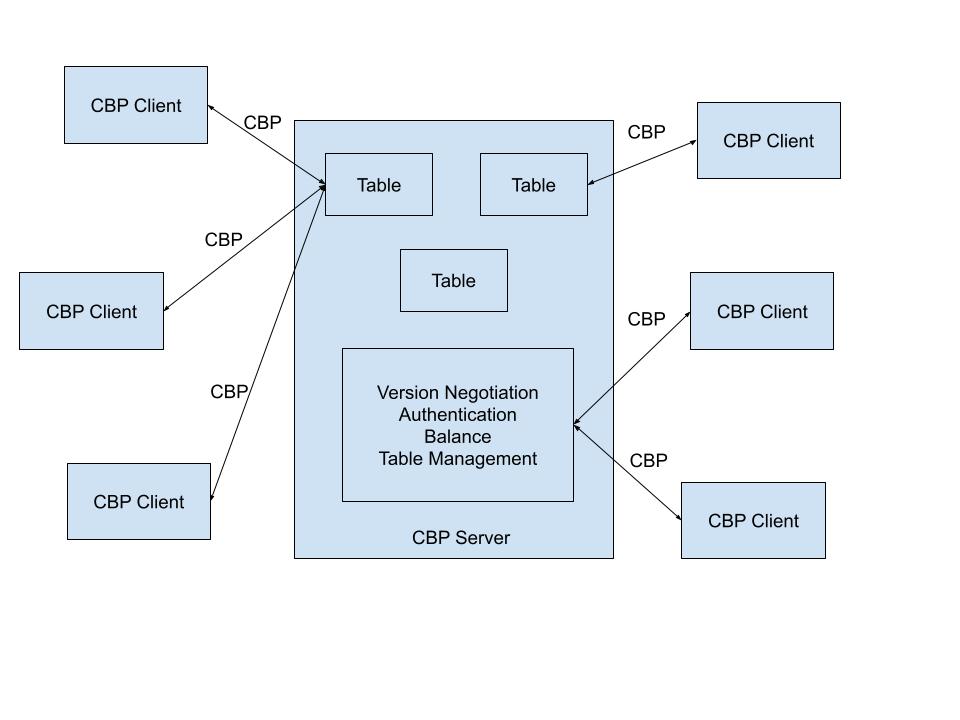 CBP Client
CBP
CBP
CBP Client
Table
Table
CBP
Table
CBP Client
CBP
CBP Client
CBP
Version Negotiation
Authentication
Balance
Table Management
CBP
CBP Client
CBP Client
CBP Server